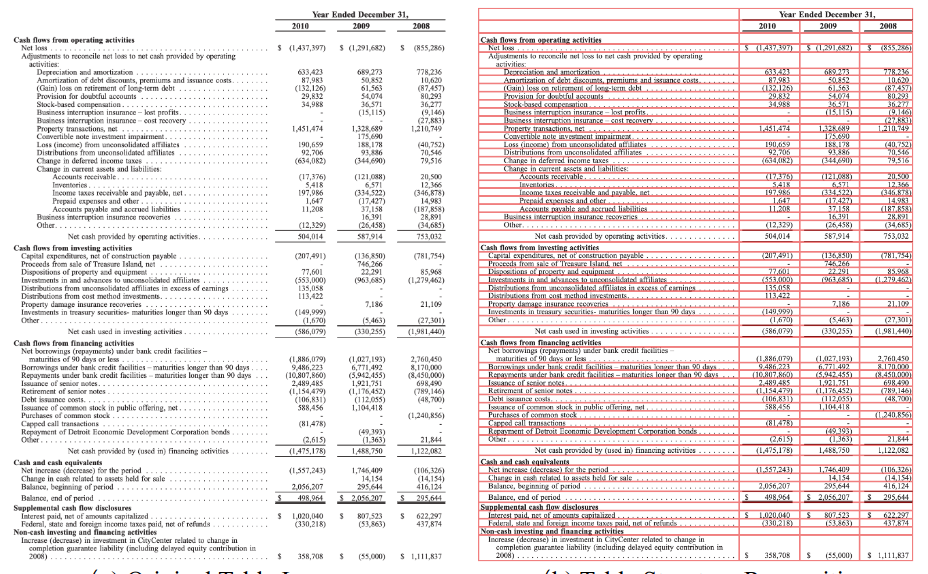 Year Ended December 31,
2010 2009 2008
Cash flows from operating activities
Net loss $ (1,437,397) $ (1,291,682) $ (855,286)
Adjustments to reconcile net loss to net cash provided by operating
activities:
Depreciation and amortization 633,423 689,273 778,236
Amortization of debt discounts, premiums and issuance costs 87,983 50,852 10,620
(Gain) loss on retirement of long-term debt (132,126) 61,563 (87,457)
Provision for doubtful accounts 29,832 54,074 80,293
Stock-based compensation 34,988 36,571 36,277
Business interruption insurance – lost profits - (15,115) (9,146)
Business interruption insurance – cost recovery - - (27,883)
Property transactions, net 1,451,474 1,328,689 1,210,749
Convertible note investment impairment - 175,690 -
Loss (income) from unconsolidated affiliates 190,659 188,178 (40,752)
Distributions from unconsolidated affiliates 92,706 93,886 70,546
Change in deferred income taxes (634,082) (344,690) 79,516
Change in current assets and liabilities:
Accounts receivable (17,376) (121,088) 20,500
Inventories 5,418 6,571 12,366
Income taxes receivable and payable, net 197,986 (334,522) (346,878)
Prepaid expenses and other 1,647 (17,427) 14,983
Accounts payable and accrued liabilities 11,208 37,158 (187,858)
Business interruption insurance recoveries - 16,391 28,891
Other (12,329) (26,458) (34,685)
Net cash provided by operating activities 504,014 587,914 753,032
Cash flows from investing activities
Capital expenditures, net of construction payable (207,491) (136,850) (781,754)
Proceeds from sale of Treasure Island, net - 746,266 -
Dispositions of property and equipment 77,601 22,291 85,968
Investments in and advances to unconsolidated affiliates (553,000) (963,685) (1,279,462)
Distributions from unconsolidated affiliates in excess of earnings 135,058 - -
Distributions from cost method investments 113,422 - -
Property damage insurance recoveries - 7,186 21,109
Investments in treasury securities- maturities longer than 90 days (149,999) - -
Other (1,670) (5,463) (27,301)
Net cash used in investing activities (586,079) (330,255) (1,981,440)
Cash flows from financing activities
Net borrowings (repayments) under bank credit facilities –
maturities of 90 days or less (1,886,079) (1,027,193) 2,760,450
Borrowings under bank credit facilities – maturities longer than 90 days 9,486,223 6,771,492 8,170,000
Repayments under bank credit facilities – maturities longer than 90 days (10,807,860) (5,942,455) (8,450,000)
Issuance of senior notes 2,489,485 1,921,751 698,490
Retirement of senior notes (1,154,479) (1,176,452) (789,146)
Debt issuance costs (106,831) (112,055) (48,700)
Issuance of common stock in public offering, net 588,456 1,104,418 -
Purchases of common stock - - (1,240,856)
Capped call transactions (81,478) - -
Repayment of Detroit Economic Development Corporation bonds - (49,393) -
Other (2,615) (1,363) 21,844
Net cash provided by (used in) financing activities (1,475,178) 1,488,750 1,122,082
Cash and cash equivalents
Net increase (decrease) for the period (1,557,243) 1,746,409 (106,326)
Change in cash related to assets held for sale - 14,154 (14,154)
Balance, beginning of period 2,056,207 295,644 416,124
Balance, end of period $ 498,964 $ 2,056,207 $ 295,644
Supplemental cash flow disclosures
Interest paid, net of amounts capitalized $ 1,020,040 $ 807,523 $ 622,297
Federal, state and foreign income taxes paid, net of refunds (330,218) (53,863) 437,874
Non-cash investing and financing activities
Increase (decrease) in investment in CityCenter related to change in
completion guarantee liability (including delayed equity contribution in
2008) $ 358,708 $ (55,000) $ 1,111,837
(a) Original Table
Year Ended December 31,
2010 2009 2008
Cash flows from operating activities
Net loss $ (1,437,397) $ (1,291,682) $ (855,286)
Adjustments to reconcile net loss to net cash provided by operating
activities:
Depreciation and amortization 633,423 689,273 778,236
Amortization of debt discounts, premiums and issuance costs 87,983 50,852 10,620
(Gain) loss on retirement of long-term debt (132,126) 61,563 (87,457)
Provision for doubtful accounts 29,832 54,074 80,293
Stock-based compensation 34,988 36,571 36,277
Business interruption insurance – lost profits - (15,115) (9,146)
Business interruption insurance – cost recovery - - (27,883)
Property transactions, net 1,451,474 1,328,689 1,210,749
Convertible note investment impairment - 175,690 -
Loss (income) from unconsolidated affiliates 190,659 188,178 (40,752)
Distributions from unconsolidated affiliates 92,706 93,886 70,546
Change in deferred income taxes (634,082) (344,690) 79,516
Change in current assets and liabilities:
Accounts receivable (17,376) (121,088) 20,500
Inventories 5,418 6,571 12,366
Income taxes receivable and payable, net 197,986 (334,522) (346,878)
Prepaid expenses and other 1,647 (17,427) 14,983
Accounts payable and accrued liabilities 11,208 37,158 (187,858)
Business interruption insurance recoveries - 16,391 28,891
Other (12,329) (26,458) (34,685)
Net cash provided by operating activities 504,014 587,914 753,032
Cash flows from investing activities
Capital expenditures, net of construction payable (207,491) (136,850) (781,754)
Proceeds from sale of Treasure Island, net - 746,266 -
Dispositions of property and equipment 77,601 22,291 85,968
Investments in and advances to unconsolidated affiliates (553,000) (963,685) (1,279,462)
Distributions from unconsolidated affiliates in excess of earnings 135,058 - -
Distributions from cost method investments 113,422 - -
Property damage insurance recoveries - 7,186 21,109
Investments in treasury securities- maturities longer than 90 days (149,999) - -
Other (1,670) (5,463) (27,301)
Net cash used in investing activities (586,079) (330,255) (1,981,440)
Cash flows from financing activities
Net borrowings (repayments) under bank credit facilities –
maturities of 90 days or less (1,886,079) (1,027,193) 2,760,450
Borrowings under bank credit facilities – maturities longer than 90 days 9,486,223 6,771,492 8,170,000
Repayments under bank credit facilities – maturities longer than 90 days (10,807,860) (5,942,455) (8,450,000)
Issuance of senior notes 2,489,485 1,921,751 698,490
Retirement of senior notes (1,154,479) (1,176,452) (789,146)
Debt issuance costs (106,831) (112,055) (48,700)
Issuance of common stock in public offering, net 588,456 1,104,418 -
Purchases of common stock - - (1,240,856)
Capped call transactions (81,478) - -
Repayment of Detroit Economic Development Corporation bonds - (49,393) -
Other (2,615) (1,363) 21,844
Net cash provided by (used in) financing activities (1,475,178) 1,488,750 1,122,082
Cash and cash equivalents
Net increase (decrease) for the period (1,557,243) 1,746,409 (106,326)
Change in cash related to assets held for sale - 14,154 (14,154)
Balance, beginning of period 2,056,207 295,644 416,124
Balance, end of period $ 498,964 $ 2,056,207 $ 295,644
Supplemental cash flow disclosures
Interest paid, net of amounts capitalized $ 1,020,040 $ 807,523 $ 622,297
Federal, state and foreign income taxes paid, net of refunds (330,218) (53,863) 437,874
Non-cash investing and financing activities
Increase (decrease) in investment in CityCenter related to change in
completion guarantee liability (including delayed equity contribution in
2008) $ 358,708 $ (55,000) $ 1,111,837
(b) Table